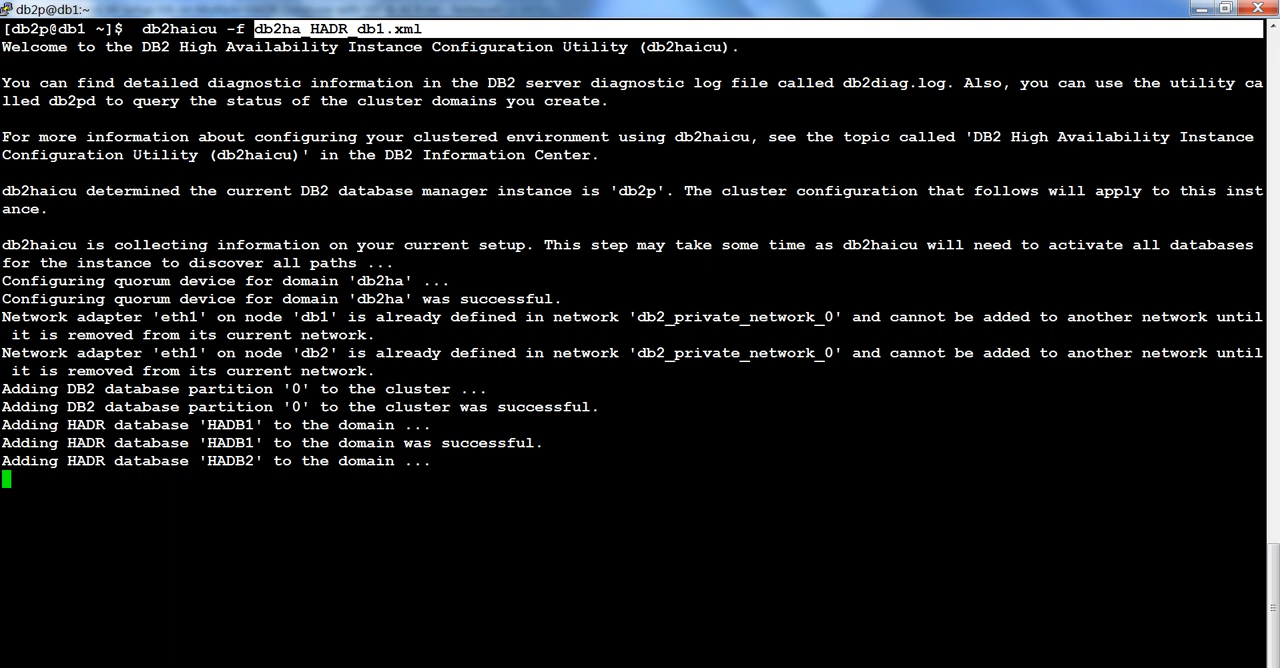 db2p@db1:~
[db2p@db1 ~]$  db2haicu -f db2ha_HADR_db1.xml
Welcome to the DB2 High Availability Instance Configuration Utility (db2haicu).
You can find detailed diagnostic information in the DB2 server diagnostic log file called db2diag.log. Also, you can use the utility ca
lled db2pd to query the status of the cluster domains you create.
For more information about configuring your clustered environment using db2haicu, see the topic called 'DB2 High Availability Instance
Configuration Utility (db2haicu)' in the DB2 Information Center.
db2haicu determined the current DB2 database manager instance is 'db2p'. The cluster configuration that follows will apply to this inst
ance.
db2haicu is collecting information on your current setup. This step may take some time as db2haicu will need to activate all databases
for the instance to discover all paths ...
Configuring quorum device for domain 'db2ha' ...
Configuring quorum device for domain 'db2ha' was successful.
Network adapter 'eth1' on node 'db1' is already defined in network 'db2_private_network_0' and cannot be added to another network until
 it is removed from its current network.
Network adapter 'eth1' on node 'db2' is already defined in network 'db2_private_network_0' and cannot be added to another network until
 it is removed from its current network.
Adding DB2 database partition '0' to the cluster ...
Adding DB2 database partition '0' to the cluster was successful.
Adding HADR database 'HADB1' to the domain ...
Adding HADR database 'HADB1' to the domain was successful.
Adding HADR database 'HADB2' to the domain ...